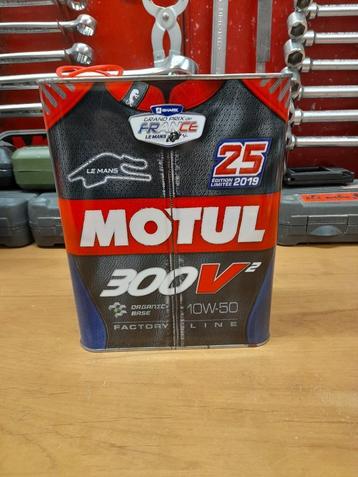 SHARK
GRAND PRIX DE
FRANCE
LE MANS
LE MANS
25
ÉDITION
LIMITÉE 2019
MOTUL
300V²
ORGANIC+
BASE
10W-50
FACTORY LINE